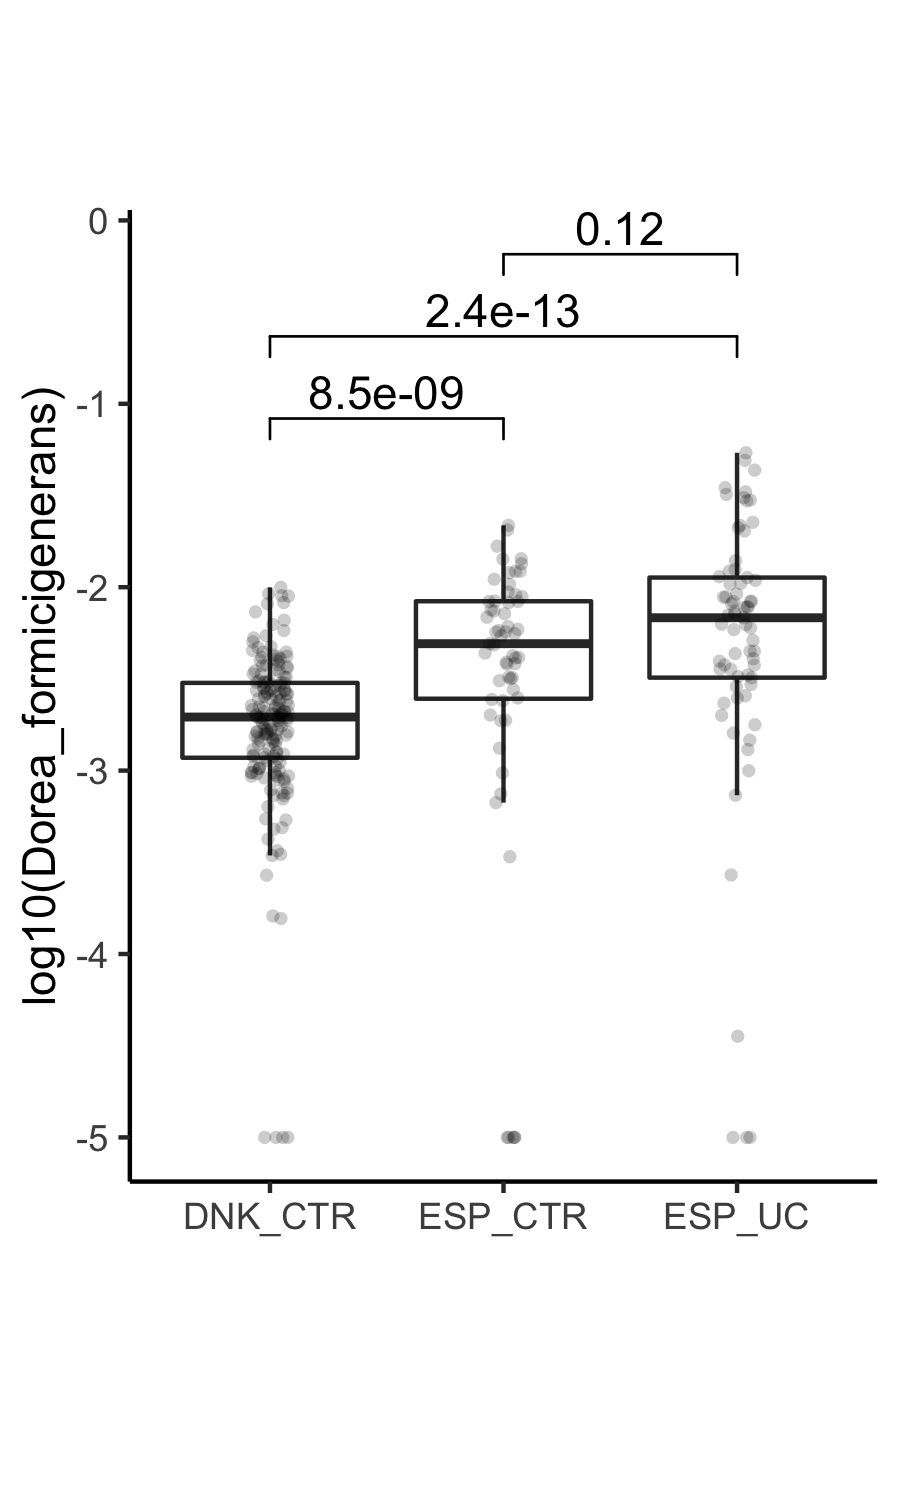 0
0.12
2.4e-13
8.5e-09
-1
-2
-3
-4
-5
log10(Dorea_formicigenerans)
DNK_CTR ESP_CTR ESP_UC